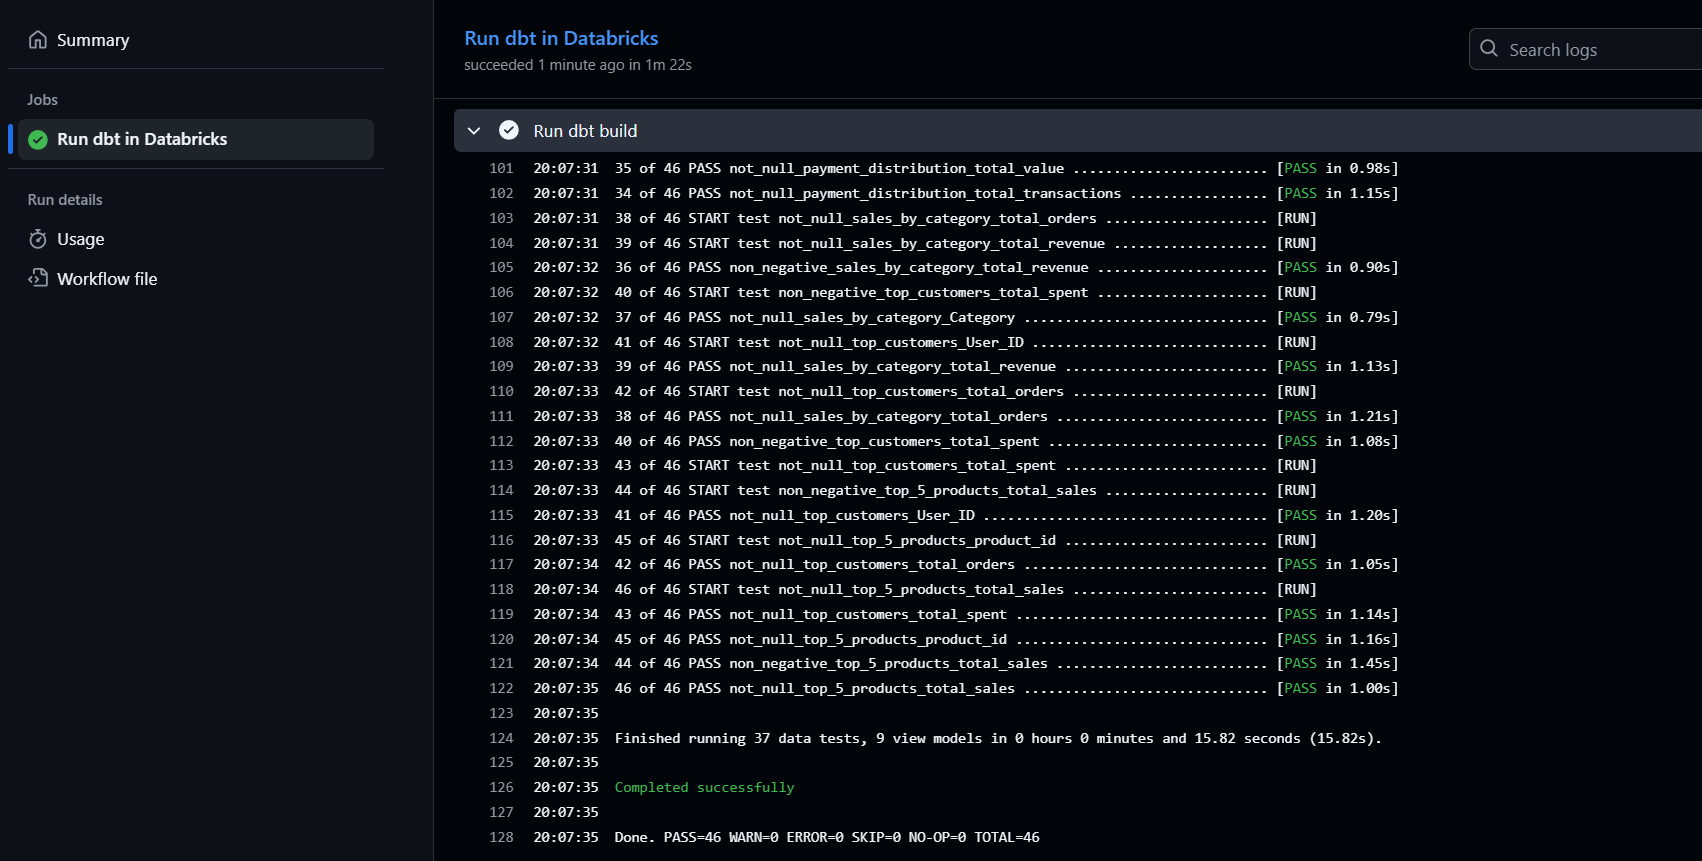 Summary
Jobs
Run dbt in Databricks
Run details
Usage
Workflow file
Run dbt in Databricks
succeeded 1 minute ago in 1m 22s
Search logs
Run dbt build
101 20:07:31 35 of 46 PASS not_null_payment_distribution_total_value ........................ [PASS in 0.98s]
102 20:07:31 34 of 46 PASS not_null_payment_distribution_total_transactions ................. [PASS in 1.15s]
103 20:07:31 38 of 46 START test not_null_sales_by_category_total_orders .................... [RUN]
104 20:07:31 39 of 46 START test not_null_sales_by_category_total_revenue ................... [RUN]
105 20:07:32 36 of 46 PASS non_negative_sales_by_category_total_revenue ..................... [PASS in 0.90s]
106 20:07:32 40 of 46 START test non_negative_top_customers_total_spent ..................... [RUN]
107 20:07:32 37 of 46 PASS not_null_sales_by_category_Category .............................. [PASS in 0.79s]
108 20:07:32 41 of 46 START test not_null_top_customers_User_ID ............................. [RUN]
109 20:07:33 39 of 46 PASS not_null_sales_by_category_total_revenue ......................... [PASS in 1.13s]
110 20:07:33 42 of 46 START test not_null_top_customers_total_orders ........................ [RUN]
111 20:07:33 38 of 46 PASS not_null_sales_by_category_total_orders .......................... [PASS in 1.21s]
112 20:07:33 40 of 46 PASS non_negative_top_customers_total_spent ........................... [PASS in 1.08s]
113 20:07:33 43 of 46 START test not_null_top_customers_total_spent ......................... [RUN]
114 20:07:33 44 of 46 START test non_negative_top_5_products_total_sales .................... [RUN]
115 20:07:33 41 of 46 PASS not_null_top_customers_User_ID ................................... [PASS in 1.20s]
116 20:07:33 45 of 46 START test not_null_top_5_products_product_id ......................... [RUN]
117 20:07:34 42 of 46 PASS not_null_top_customers_total_orders .............................. [PASS in 1.05s]
118 20:07:34 46 of 46 START test not_null_top_5_products_total_sales ........................ [RUN]
119 20:07:34 43 of 46 PASS not_null_top_customers_total_spent ............................... [PASS in 1.14s]
120 20:07:34 45 of 46 PASS not_null_top_5_products_product_id ............................... [PASS in 1.16s]
121 20:07:34 44 of 46 PASS non_negative_top_5_products_total_sales .......................... [PASS in 1.45s]
122 20:07:35 46 of 46 PASS not_null_top_5_products_total_sales .............................. [PASS in 1.00s]
123 20:07:35
124 20:07:35 Finished running 37 data tests, 9 view models in 0 hours 0 minutes and 15.82 seconds (15.82s).
125 20:07:35
126 20:07:35 Completed successfully
127 20:07:35
128 20:07:35 Done. PASS=46 WARN=0 ERROR=0 SKIP=0 NO-OP=0 TOTAL=46